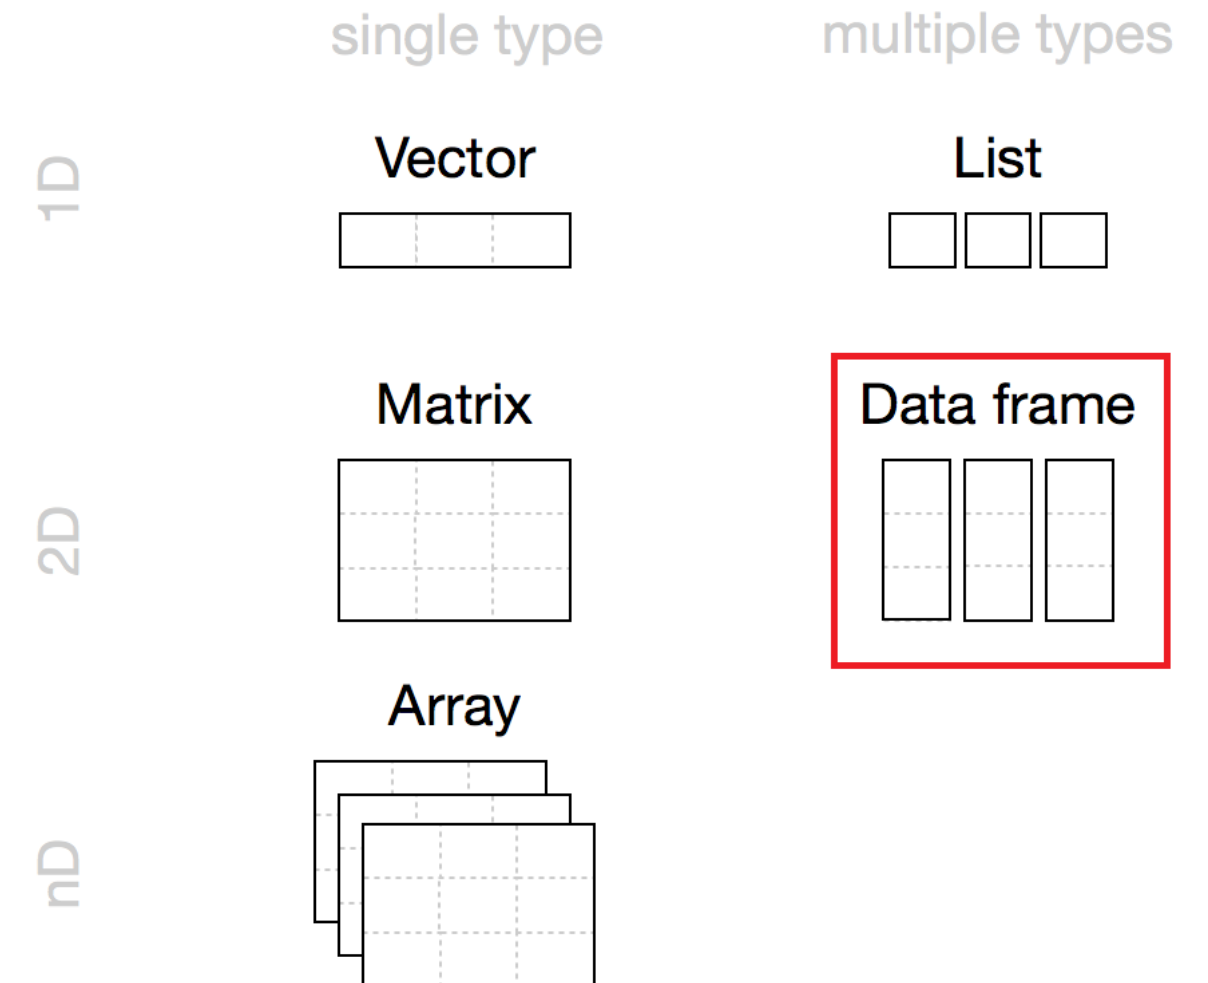 single type
multiple types
1D
Vector
List
2D
Matrix
Data frame
nD
Array